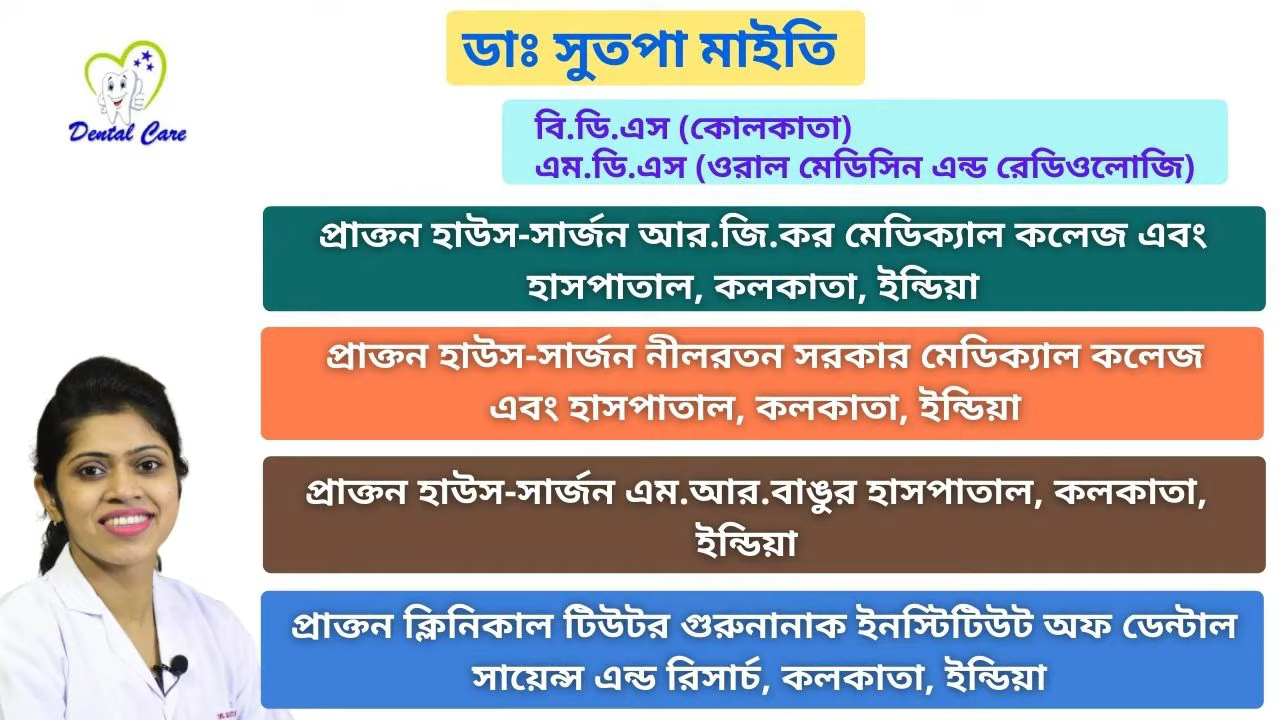 ডাঃ সুতপা মাইতি
Dental Care
বি.ডি.এস (কোলকাতা)
এম.ডি.এস (ওরাল মেডিসিন এন্ড রেডিওলোজি)
প্রাক্তন হাউস-সার্জন আর.জি.কর মেডিক্যাল কলেজ এবং
হাসপাতাল, কলকাতা, ইন্ডিয়া
প্রাক্তন হাউস-সার্জন নীলরতন সরকার মেডিক্যাল কলেজ
এবং হাসপাতাল, কলকাতা, ইন্ডিয়া
প্রাক্তন হাউস-সার্জন এম.আর.বাঙুর হাসপাতাল, কলকাতা,
ইন্ডিয়া
প্রাক্তন ক্লিনিকাল টিউটর গুরুনানাক ইনস্টিটিউট অফ ডেন্টাল
সায়েন্স এন্ড রিসার্চ, কলকাতা, ইন্ডিয়া